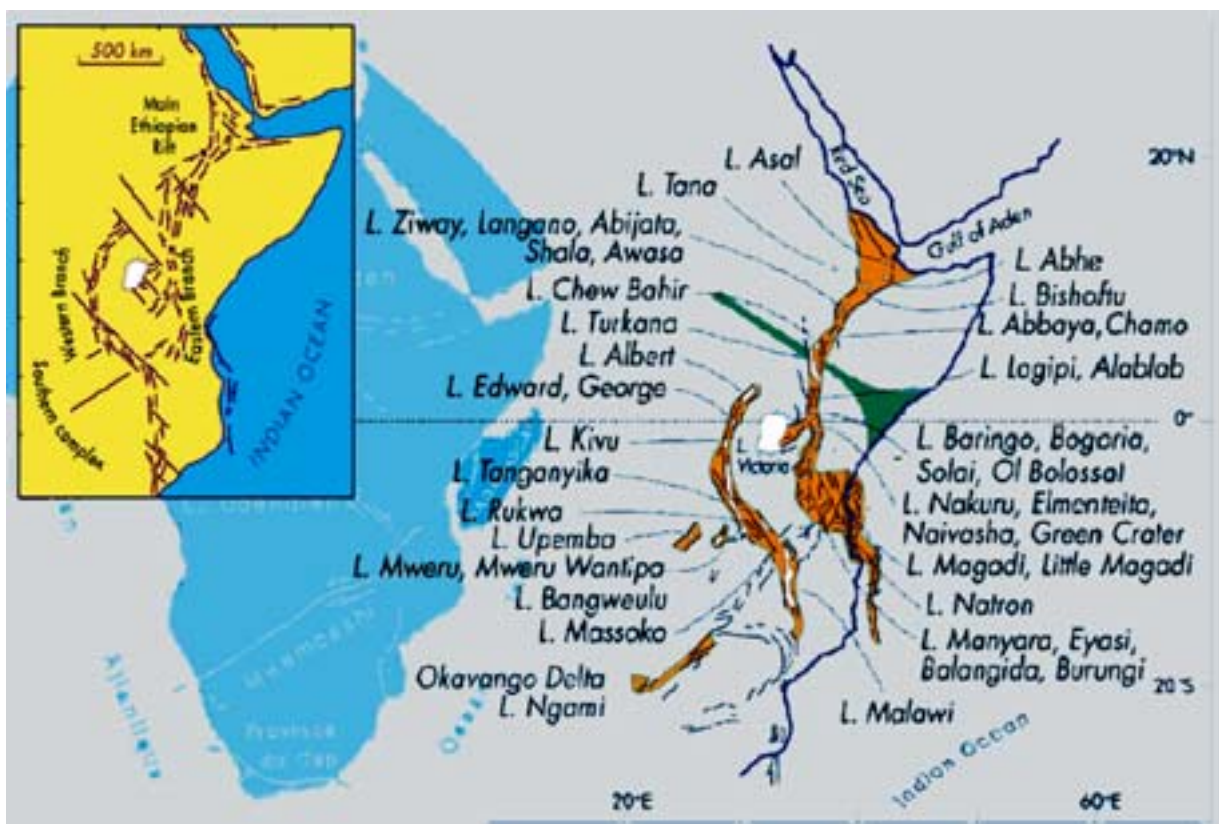 500 km
Main
Ethiopian
Rift
Western Branch
Eastern Branch
Southern complex
INDIAN OCEAN
Red Sea
Gulf of Aden
20°N
L. Asal
L. Tana
L. Ziway, Langano, Abijata,
Shala, Awasa
L. Chew Bahir
L. Turkana
L. Albert
L. Edward, George
L. Kivu
L. Tanganyika
L. Rukwa
L. Upemba
L. Mweru, Mweru Wantipa
L. Bangweulu
L. Massoko
Okavango Delta
L. Ngami
L.
Victoria
L. Abhe
L. Bishoftu
L. Abbaya, Chamo
L. Logipi, Alablab
0°
L. Baringo, Bogoria,
Solai, Ol Bolossat
L. Nakuru, Elmenteita,
Naivasha, Green Crater
L. Magadi, Little Magadi
L. Natron
L. Manyara, Eyasi,
Balangida, Burungi
20°S
L. Malawi
Indian Ocean
20°E
60°E
Province
du Cap